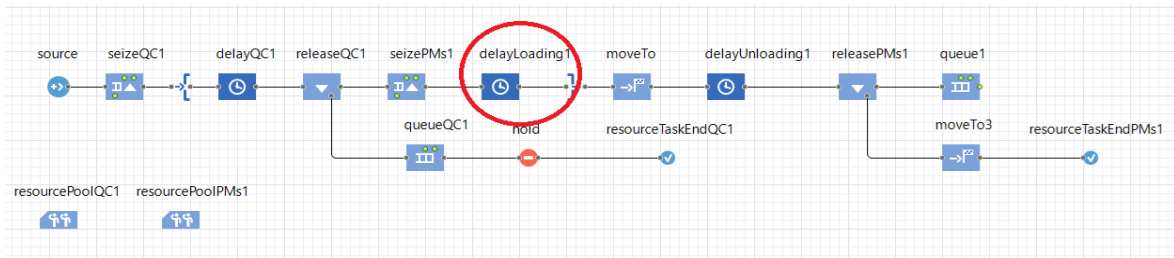 source seizeQC1 delayQC1 releaseQC1 seizePMs1 delayLoading1 moveTo delayUnloading1 releasePMs1 queue1
queueQC1 hold resourceTaskEndQC1 moveTo3 resourceTaskEndPMs1
resourcePoolQC1 resourcePoolPMs1